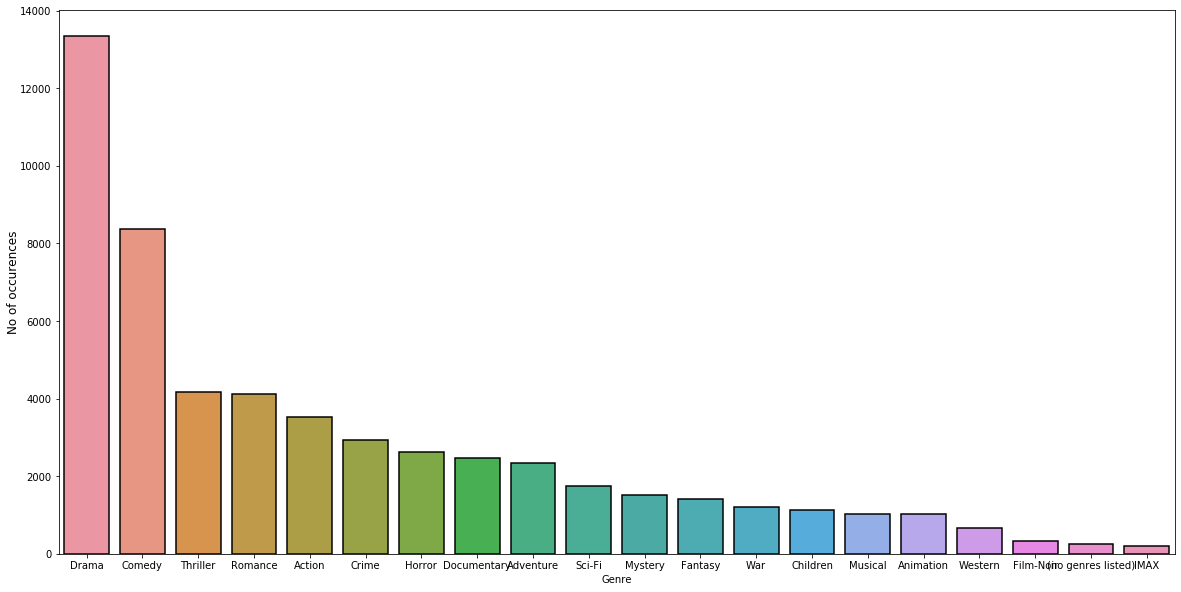 14000
12000
10000
8000
6000
4000
2000
0
No of occurences
Drama Comedy Thriller Romance Action Crime Horror Documentary Adventure Sci-Fi Mystery Fantasy War Children Musical Animation Western Film-Noir (no genres listed) IMAX
Genre